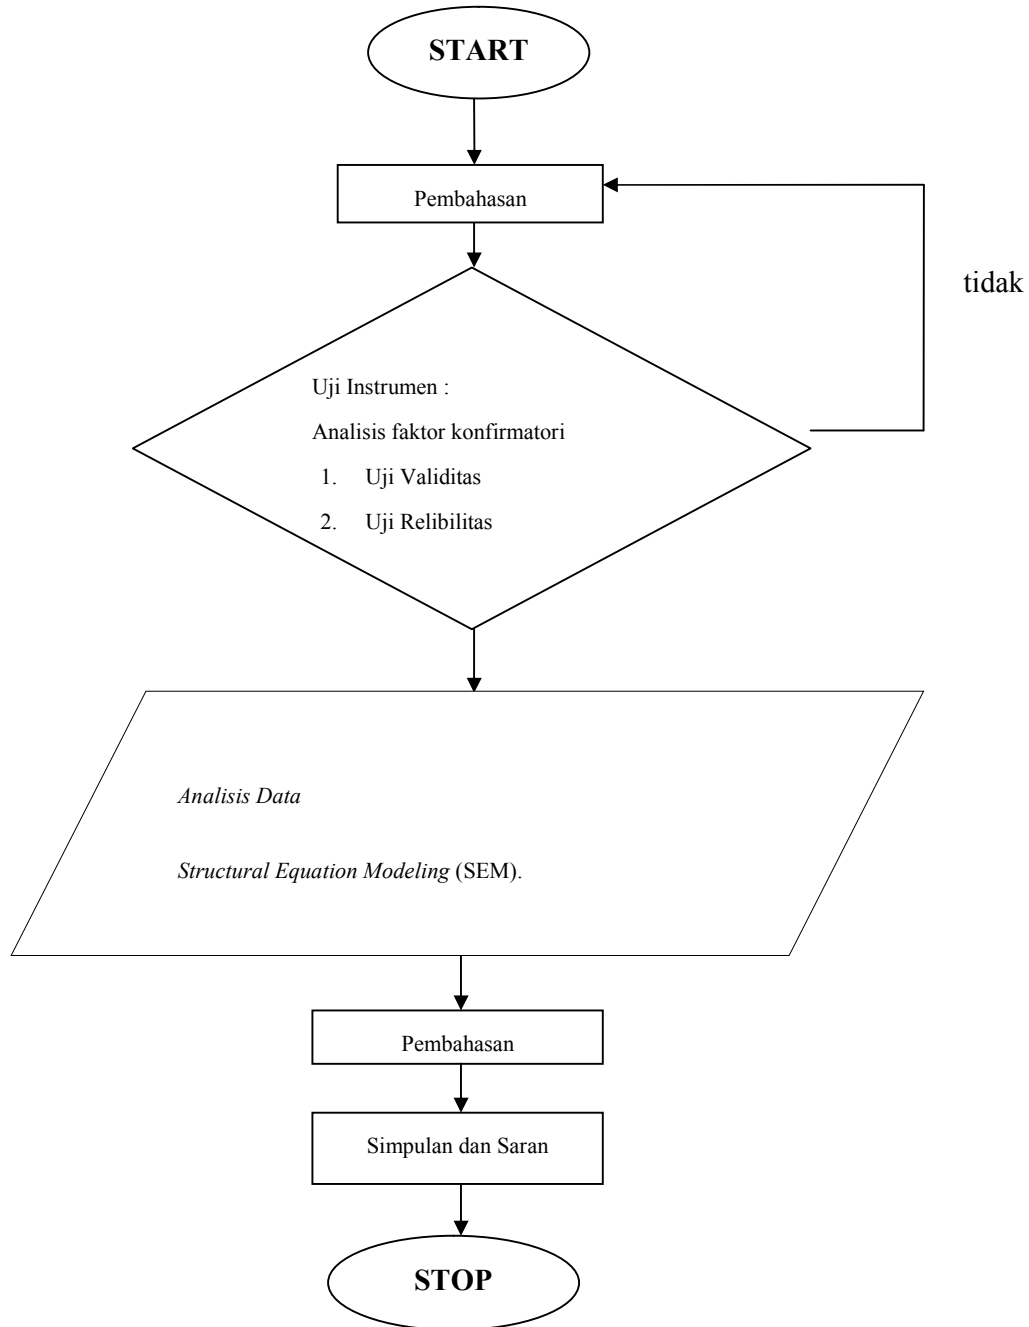 START
Pembahasan
tidak
Uji Instrumen :
Analisis faktor konfirmatori
1. Uji Validitas
2. Uji Relibilitas
Analisis Data
Structural Equation Modeling (SEM).
Pembahasan
Simpulan dan Saran
STOP